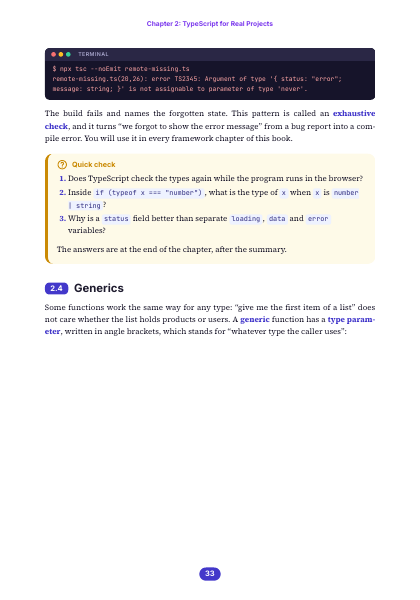 Chapter 2: TypeScript for Real Projects
TERMINAL
$ npx tsc --noEmit remote-missing.ts
remote-missing.ts(20,26): error TS2345: Argument of type '{ status: "error";
message: string; }' is not assignable to parameter of type 'never'.
The build fails and names the forgotten state. This pattern is called an exhaustive
check, and it turns “we forgot to show the error message” from a bug report into a com-
pile error. You will use it in every framework chapter of this book.
Quick check
1. Does TypeScript check the types again while the program runs in the browser?
2. Inside if (typeof x === "number"), what is the type of x when x is number
| string?
3. Why is a status field better than separate loading, data and error
variables?
The answers are at the end of the chapter, after the summary.
2.4 Generics
Some functions work the same way for any type: “give me the first item of a list” does
not care whether the list holds products or users. A generic function has a type param-
eter, written in angle brackets, which stands for “whatever type the caller uses”:
33